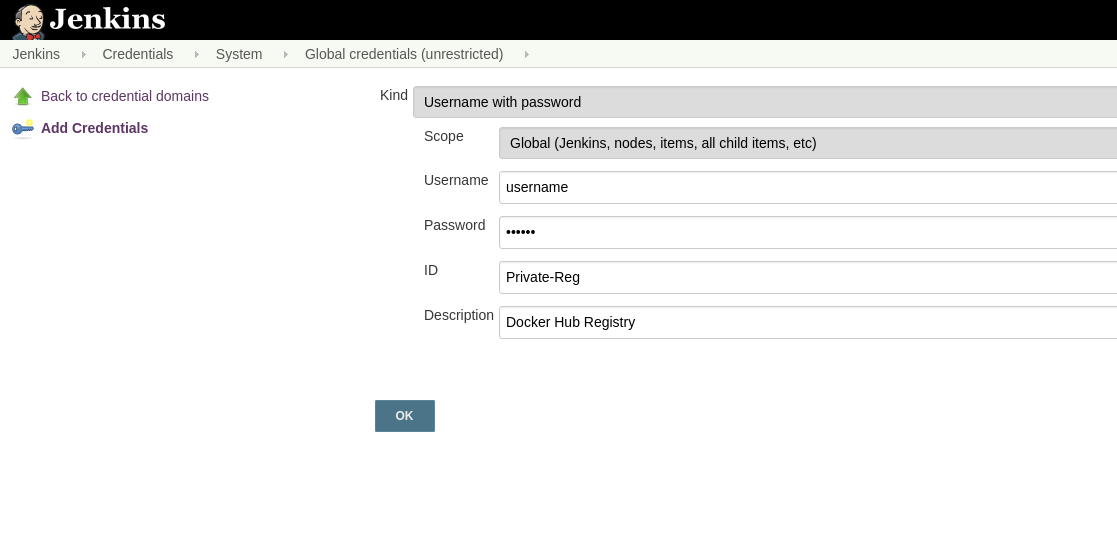 Jenkins
Jenkins Credentials System Global credentials (unrestricted)
Back to credential domains
Add Credentials
Kind Username with password
Scope Global (Jenkins, nodes, items, all child items, etc)
Username username
Password ••••••
ID Private-Reg
Description Docker Hub Registry
OK